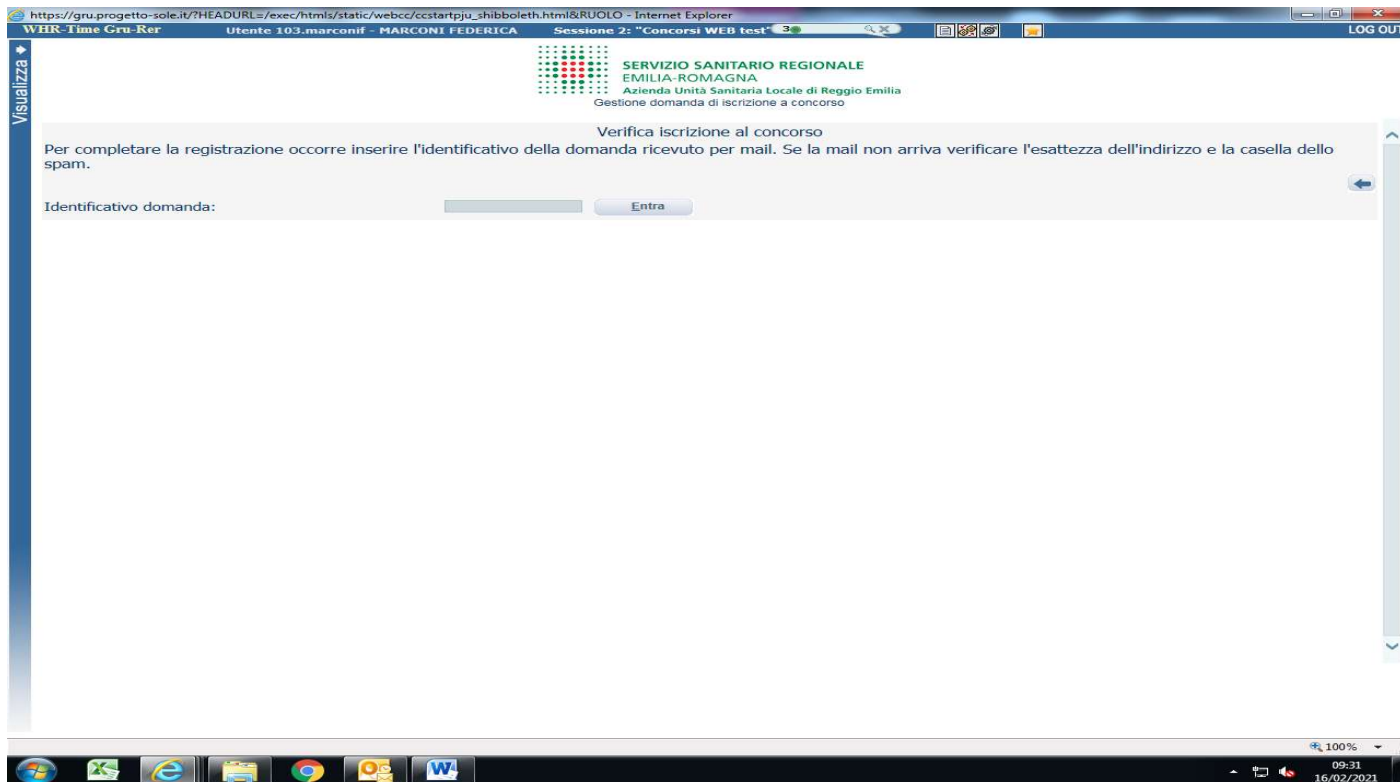 https://gru.progetto-sole.it/?HEADURL=/exec/htmls/static/webcc/ccstartpju_shibboleth.html&RUOLO - Internet Explorer
WHR-Time Gru-Rer Utente 103.marconif - MARCONI FEDERICA Sessione 2: "Concorsi WEB test" 3 LOG OUT
Visualizza
SERVIZIO SANITARIO REGIONALE
EMILIA-ROMAGNA
Azienda Unità Sanitaria Locale di Reggio Emilia
Gestione domanda di iscrizione a concorso
Verifica iscrizione al concorso
Per completare la registrazione occorre inserire l'identificativo della domanda ricevuto per mail. Se la mail non arriva verificare l'esattezza dell'indirizzo e la casella dello
spam.
Identificativo domanda: Entra
100%
09:31
16/02/2021